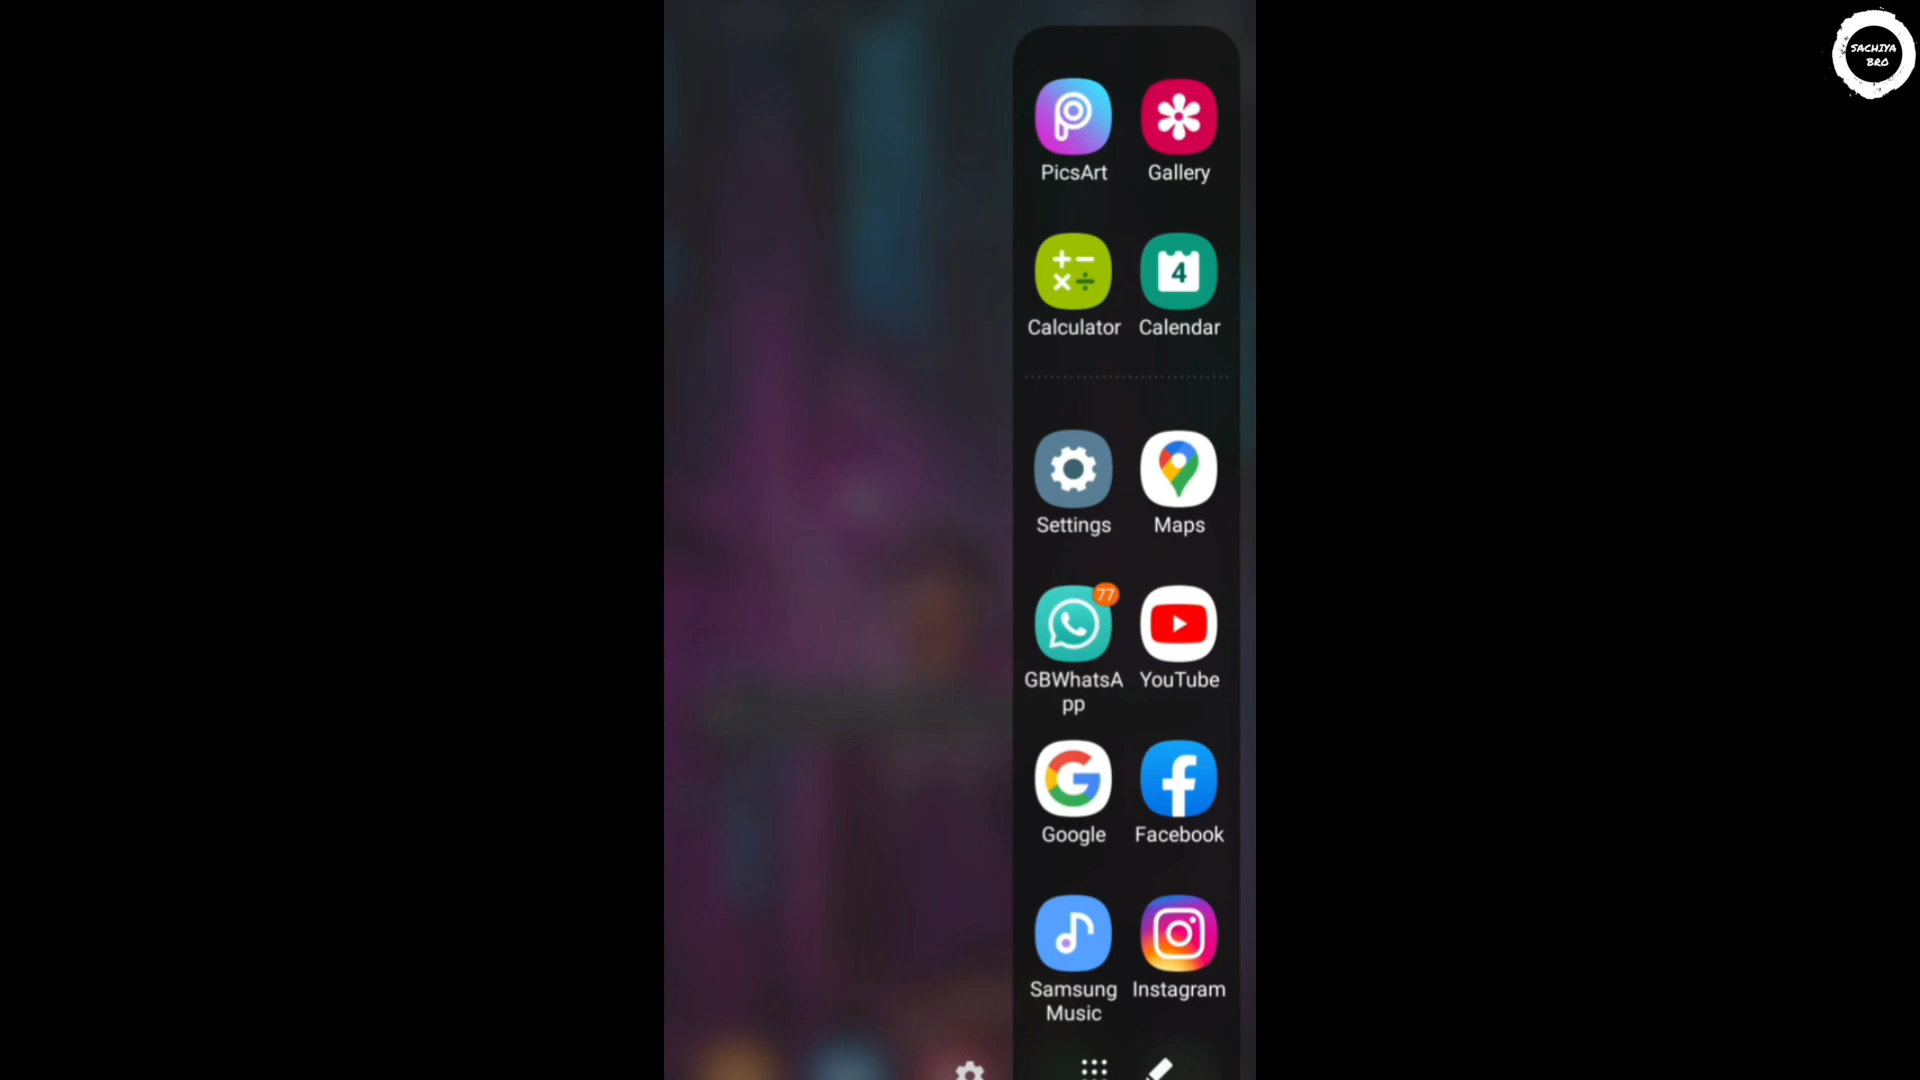 SACHIYA
BRO
PicsArt Gallery
4
Calculator Calendar
Settings Maps
77
GBWhatsA YouTube
pp
Google Facebook
Samsung Instagram
Music